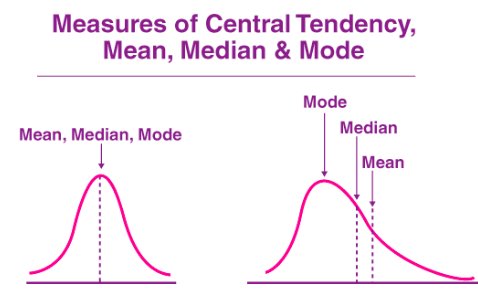 Measures of Central Tendency,
Mean, Median & Mode
Mean, Median, Mode
Mode
Median
Mean